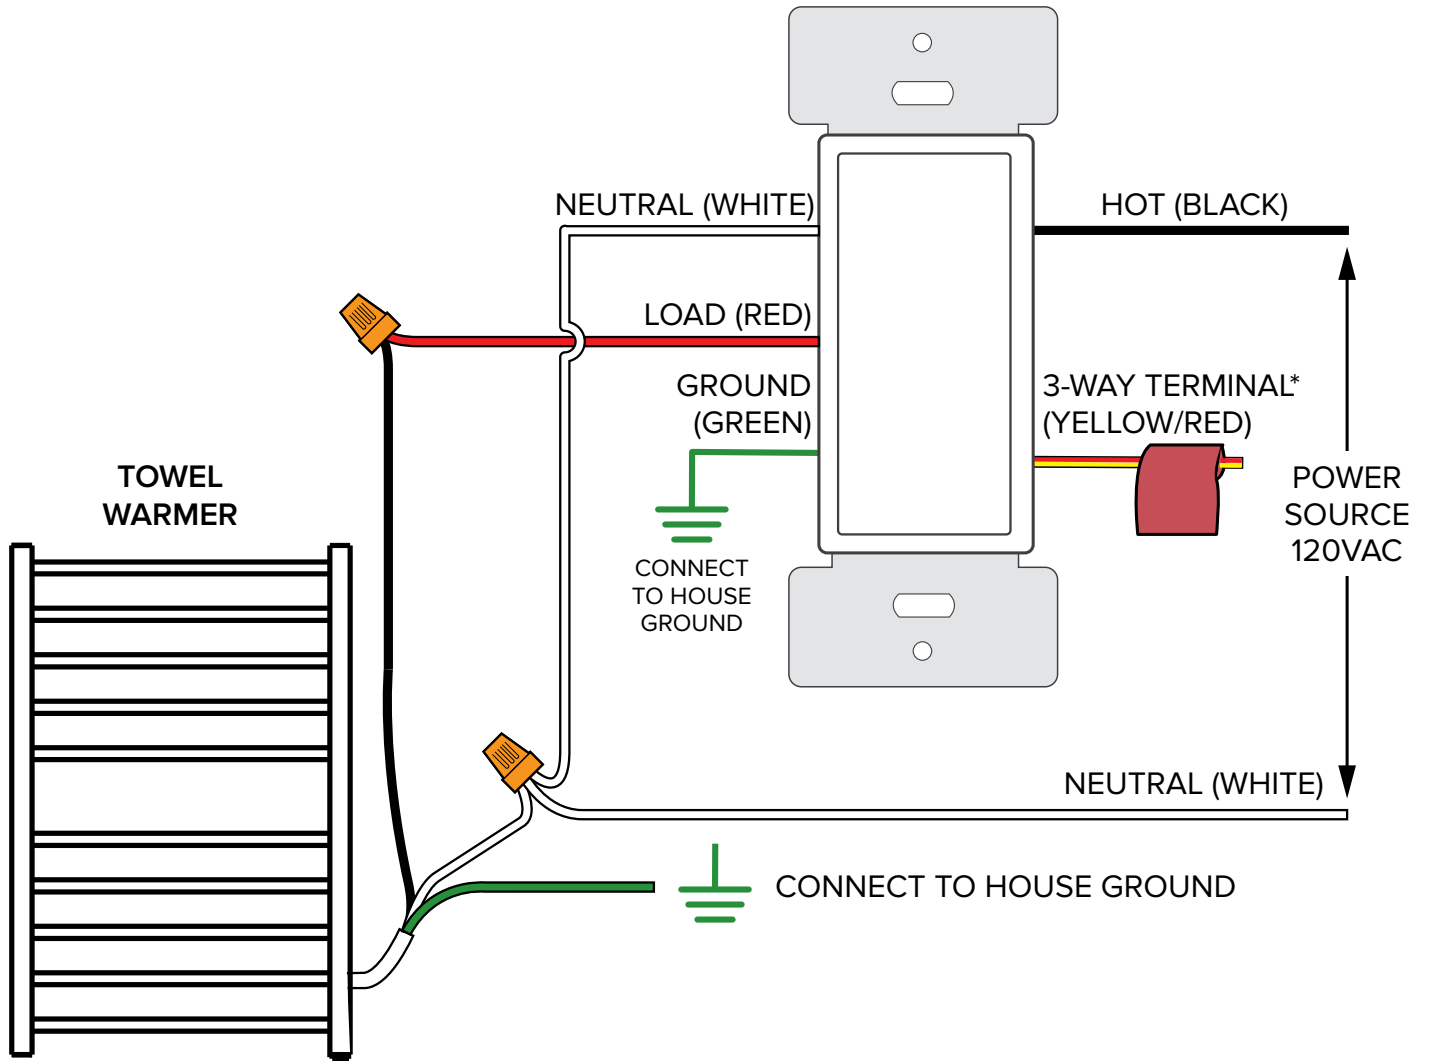 NEUTRAL (WHITE)
HOT (BLACK)
LOAD (RED)
GROUND
(GREEN)
3-WAY TERMINAL*
(YELLOW/RED)
TOWEL
WARMER
POWER
SOURCE
120VAC
CONNECT
TO HOUSE
GROUND
NEUTRAL (WHITE)
CONNECT TO HOUSE GROUND